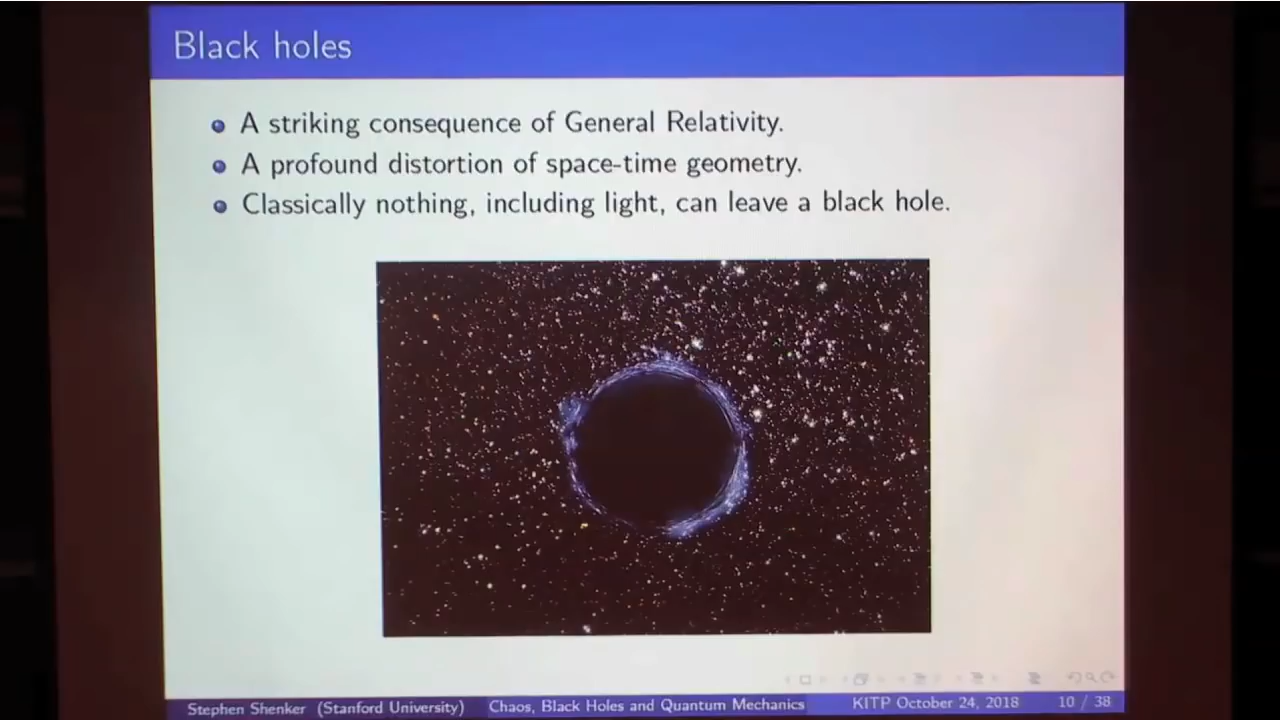 Black holes
A striking consequence of General Relativity.
A profound distortion of space-time geometry.
Classically nothing, including light, can leave a black hole.
Stephen Shenker (Stanford University) Chaos, Black Holes and Quantum Mechanics KITP October 24, 2018 10 / 38